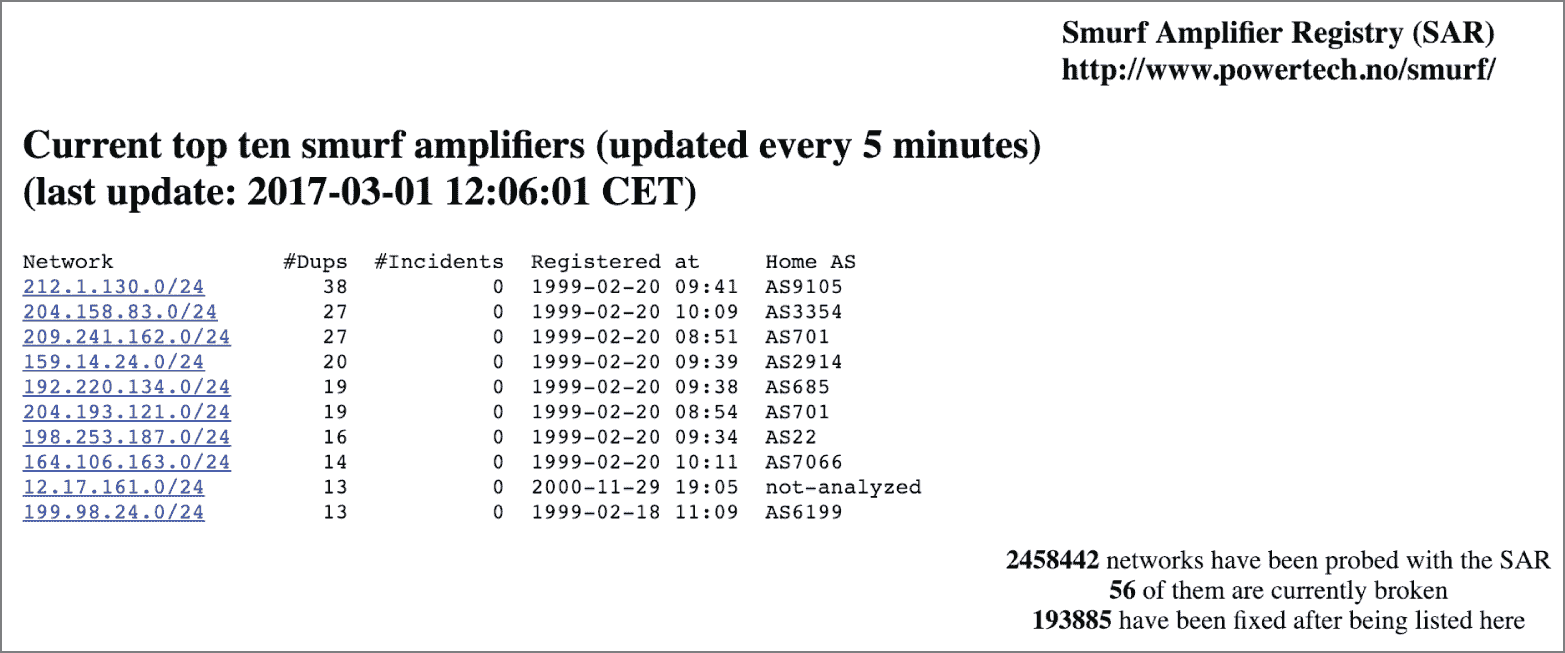 Smurf Amplifier Registry (SAR)
http://www.powertech.no/smurf/
Current top ten smurf amplifiers (updated every 5 minutes)
(last update: 2017-03-01 12:06:01 CET)
Network #Dups #Incidents Registered at Home AS
212.1.130.0/24 38 0 1999-02-20 09:41 AS9105
204.158.83.0/24 27 0 1999-02-20 10:09 AS3354
209.241.162.0/24 27 0 1999-02-20 08:51 AS701
159.14.24.0/24 20 0 1999-02-20 09:39 AS2914
192.220.134.0/24 19 0 1999-02-20 09:38 AS685
204.193.121.0/24 19 0 1999-02-20 08:54 AS701
198.253.187.0/24 16 0 1999-02-20 09:34 AS22
164.106.163.0/24 14 0 1999-02-20 10:11 AS7066
12.17.161.0/24 13 0 2000-11-29 19:05 not-analyzed
199.98.24.0/24 13 0 1999-02-18 11:09 AS6199
2458442 networks have been probed with the SAR
56 of them are currently broken
193885 have been fixed after being listed here